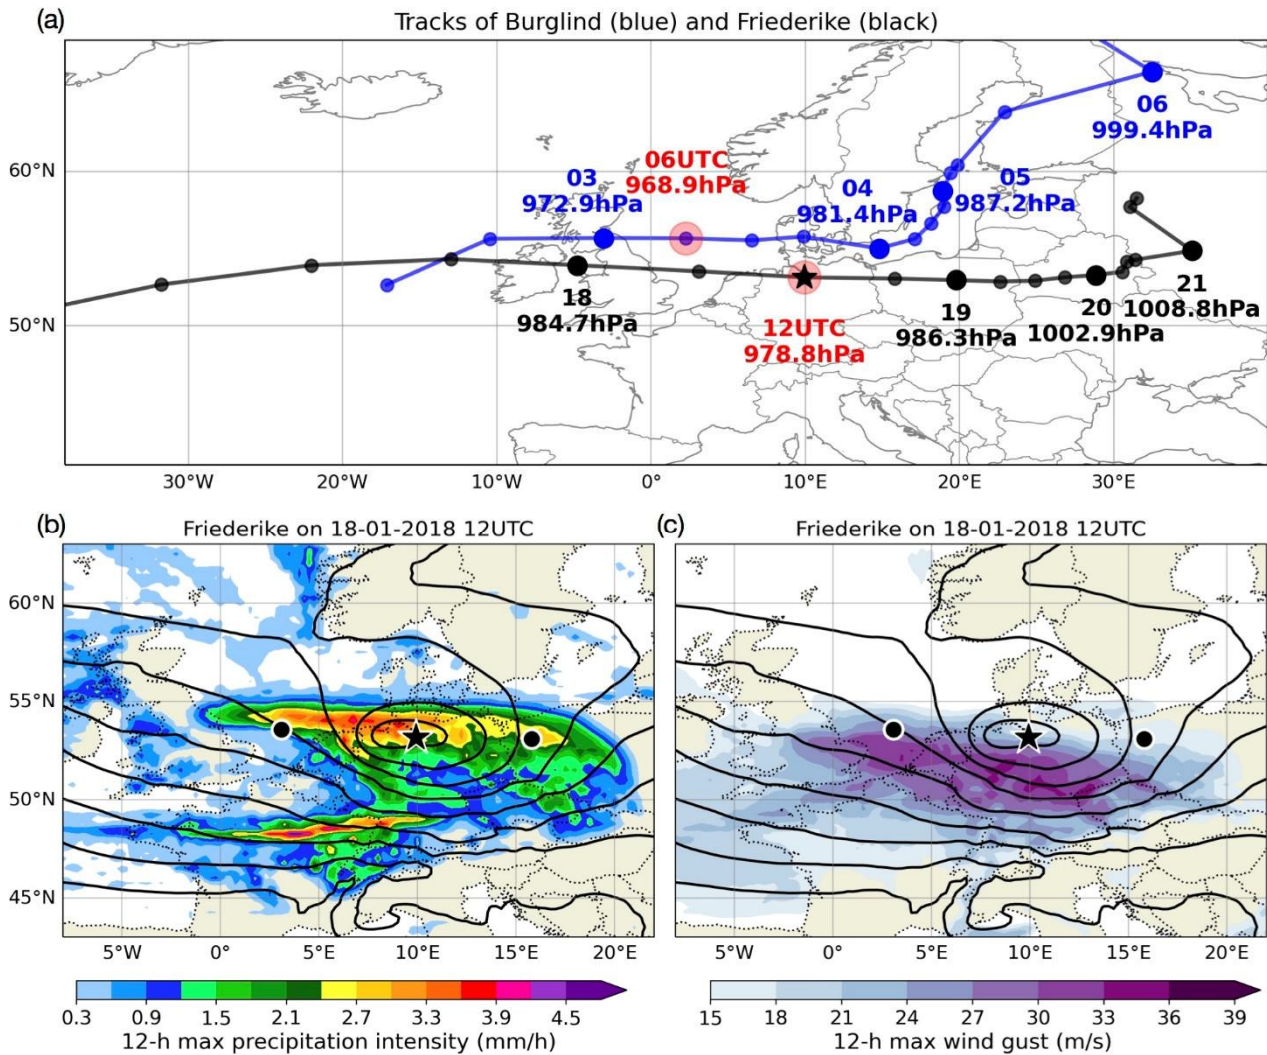 (a)
Tracks of Burglind (blue) and Friederike (black)
60°N
50°N
03
972.9hPa
06UTC
968.9hPa
04
981.4hPa
05
987.2hPa
06
999.4hPa
18
984.7hPa
12UTC
978.8hPa
19
986.3hPa
20
1002.9hPa
21
1008.8hPa
30°W 20°W 10°W 0° 10°E 20°E 30°E
(b)
Friederike on 18-01-2018 12UTC
60°N
55°N
50°N
45°N
5°W 0° 5°E 10°E 15°E 20°E
0.3 0.9 1.5 2.1 2.7 3.3 3.9 4.5
12-h max precipitation intensity (mm/h)
(c)
Friederike on 18-01-2018 12UTC
5°W 0° 5°E 10°E 15°E 20°E
15 18 21 24 27 30 33 36 39
12-h max wind gust (m/s)